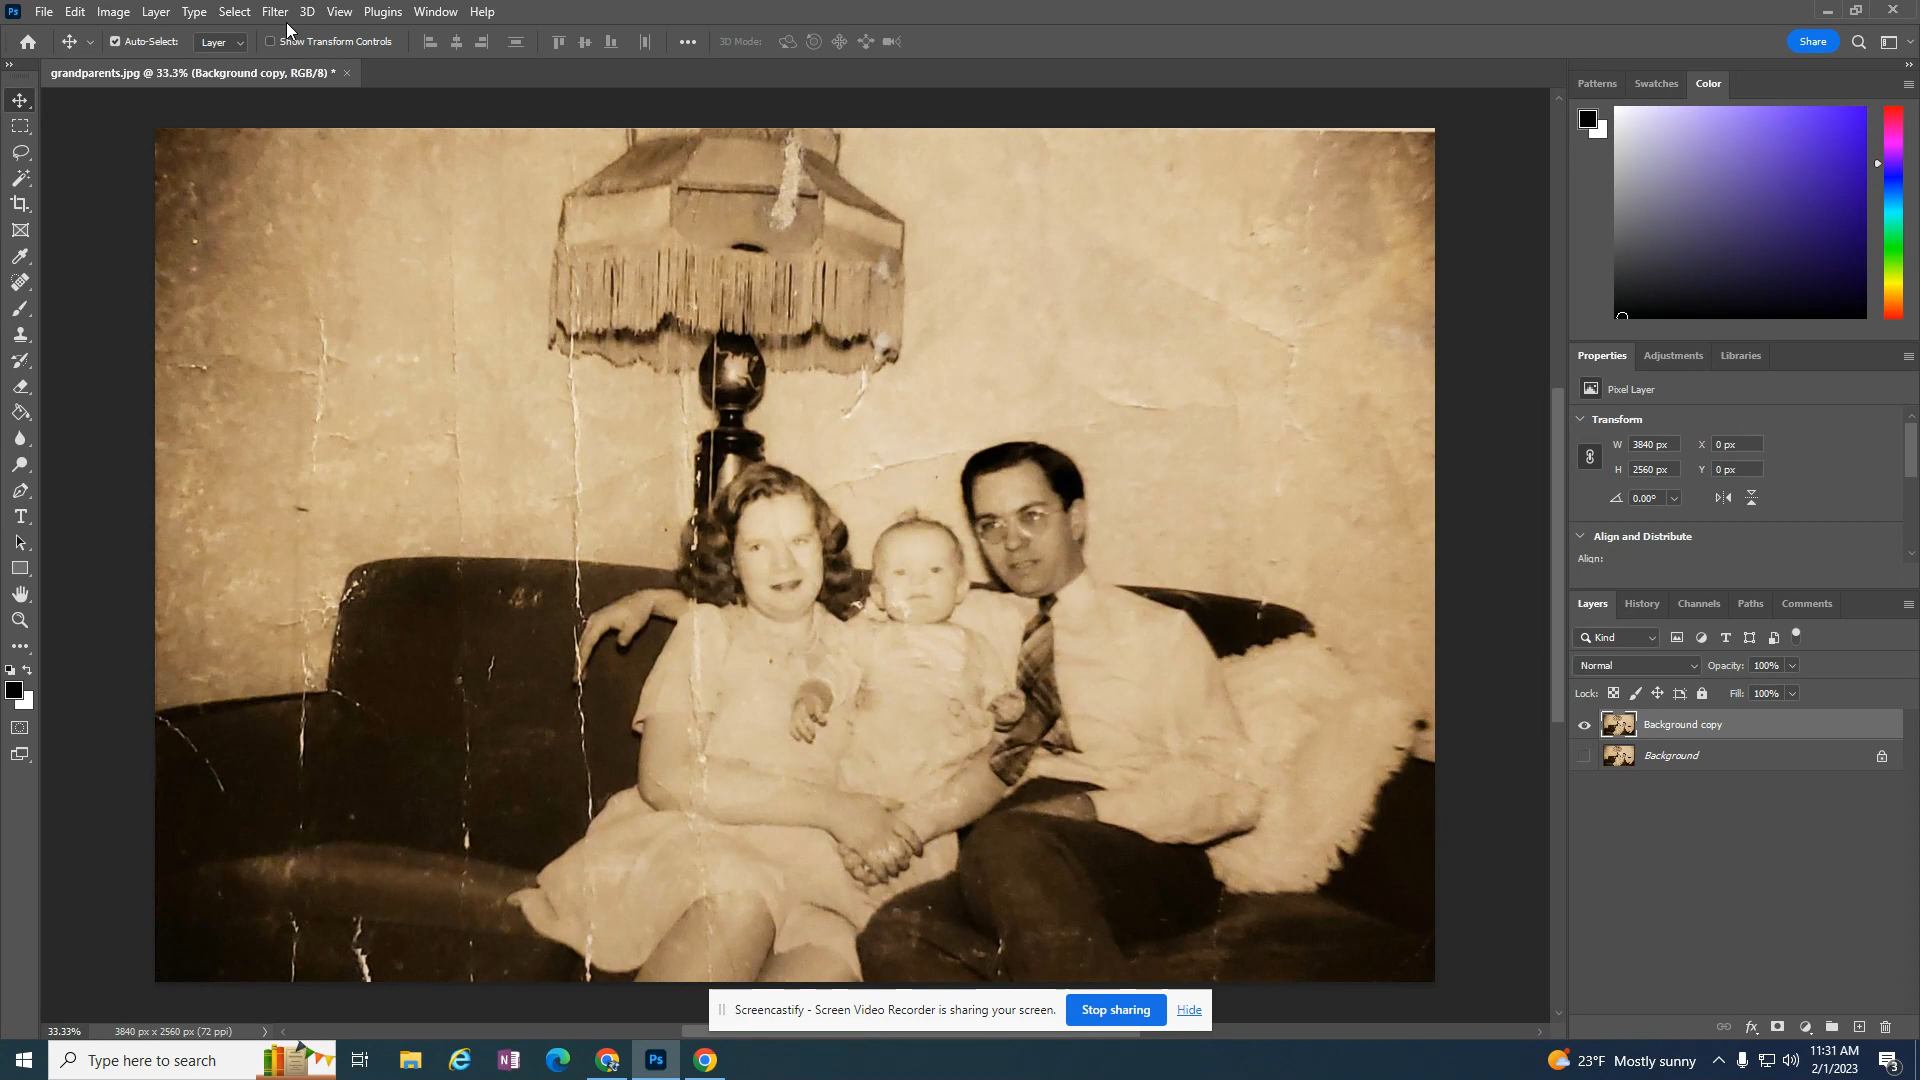 Ps File Edit Image Layer Type Select Filter 3D View Plugins Window Help
Auto-Select: Layer Show Transform Controls 3D Mode: Share
grandparents.jpg @ 33.3% (Background copy, RGB/8) *
Patterns Swatches Color
Properties Adjustments Libraries
Pixel Layer
Transform
W 3840 px X 0 px
H 2560 px Y 0 px
0.00°
Align and Distribute
Align:
Layers History Channels Paths Comments
Kind
Normal Opacity: 100%
Lock: Fill: 100%
Background copy
Background
Screencastify - Screen Video Recorder is sharing your screen. Stop sharing Hide
33.33% 3840 px x 2560 px (72 ppi)
Type here to search
Ps
23°F Mostly sunny
11:31 AM
2/1/2023
3